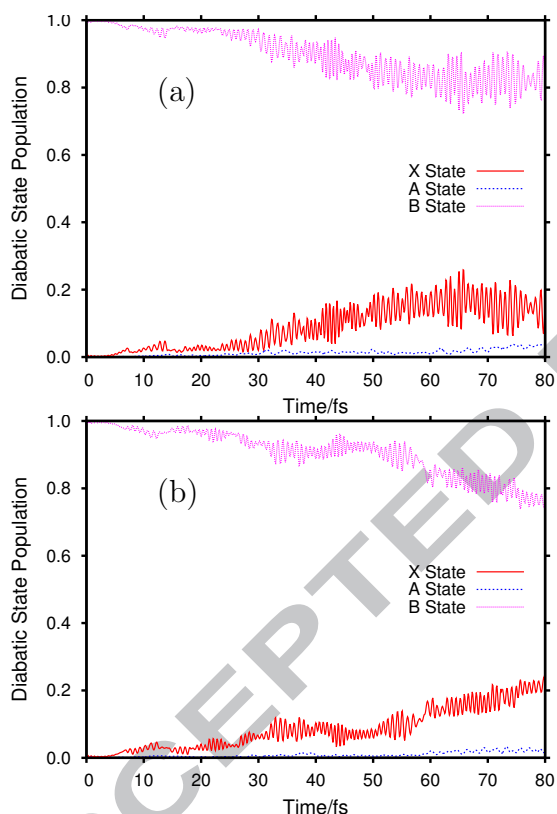 1.0
0.8
0.6
0.4
0.2
0.0
Diabatic State Population
(a)
X State
A State
B State
0 10 20 30 40 50 60 70 80
Time/fs
1.0
0.8
0.6
0.4
0.2
0.0
Diabatic State Population
(b)
X State
A State
B State
0 10 20 30 40 50 60 70 80
Time/fs
CEPTED